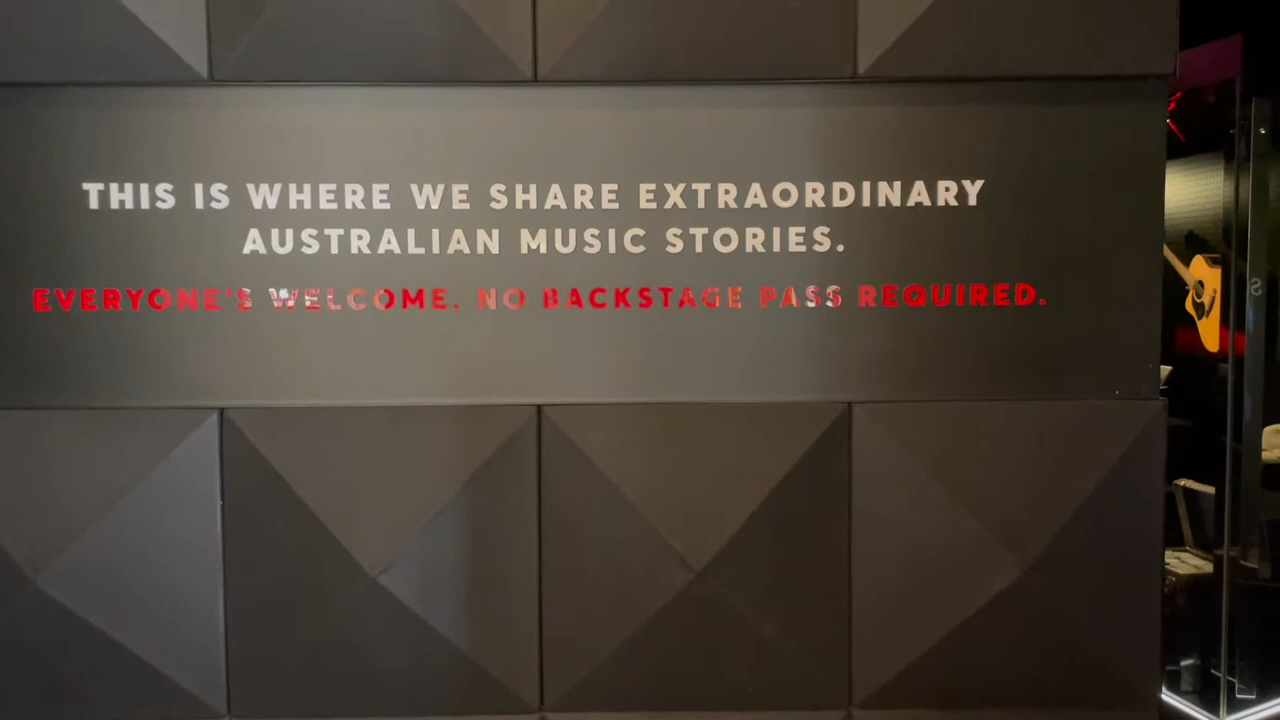 THIS IS WHERE WE SHARE EXTRAORDINARY
AUSTRALIAN MUSIC STORIES.
EVERYONE'S WELCOME. NO BACKSTAGE PASS REQUIRED.